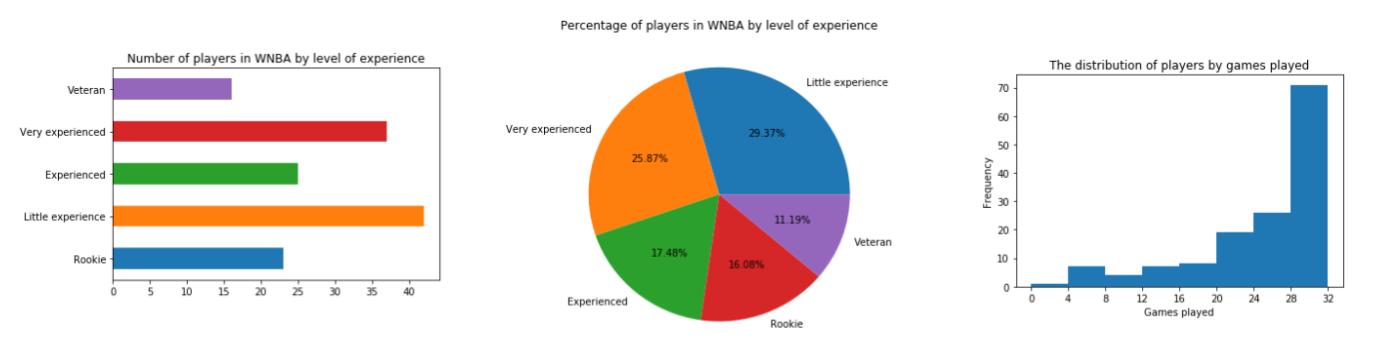 Number of players in WNBA by level of experience
Veteran
Very experienced
Experienced
Little experience
Rookie
0 5 10 15 20 25 30 35 40
Percentage of players in WNBA by level of experience
Little experience
29.37%
Very experienced
25.87%
Experienced
17.48%
Rookie
16.08%
Veteran
11.19%
The distribution of players by games played
Frequency
70
60
50
40
30
20
10
0
0 4 8 12 16 20 24 28 32
Games played